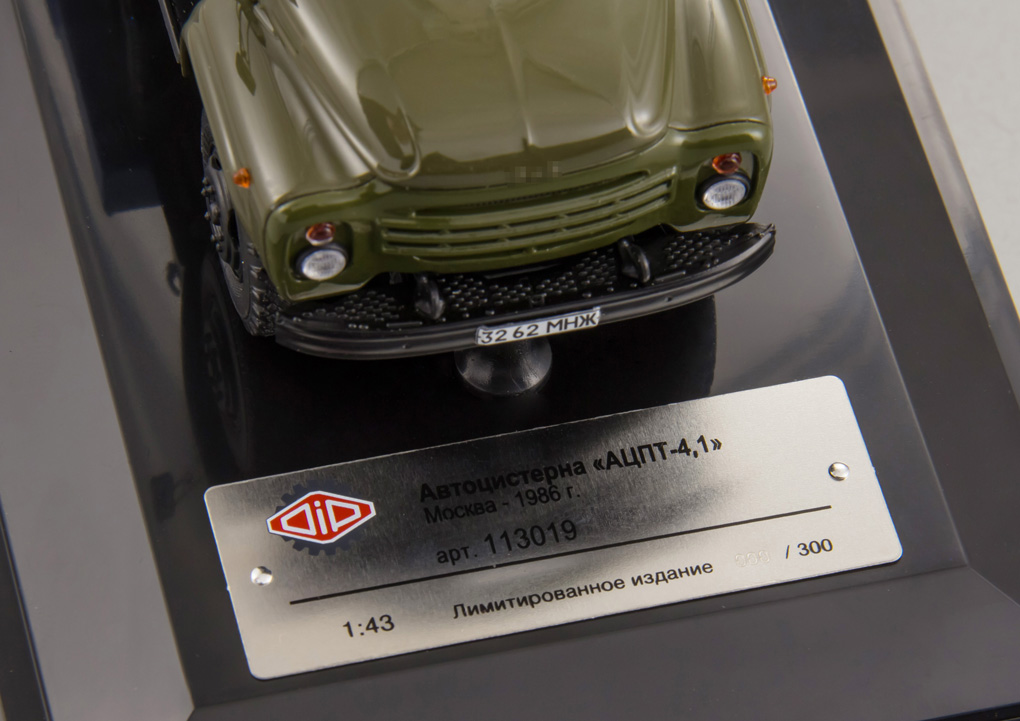 32 62 МНЖ
DiP
Автоцистерна «АЦПТ-4,1»
Москва - 1986 г.
арт. 113019
Лимитированное издание / 300
1:43